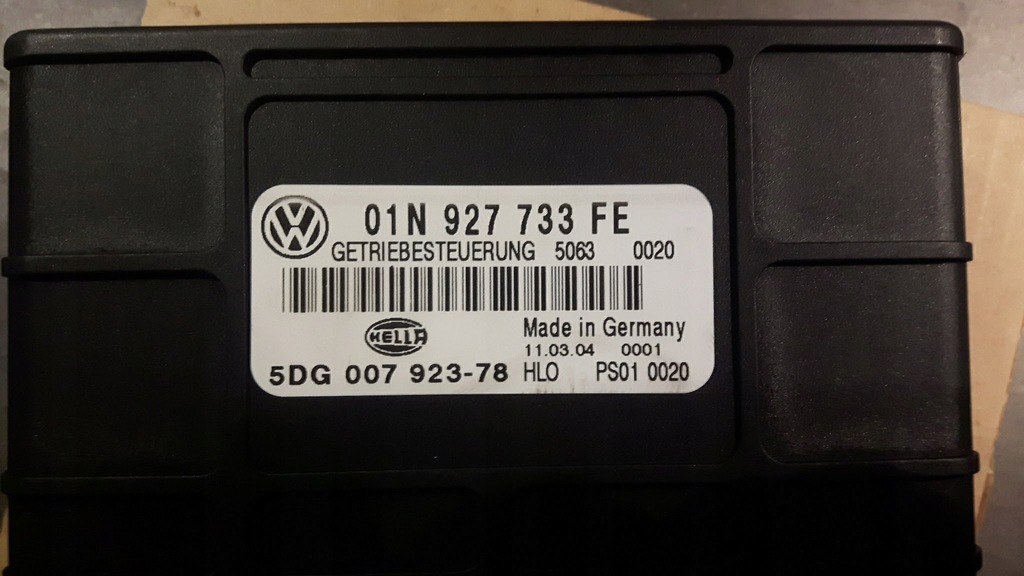 VW 01N 927 733 FE
GETRIEBESTEUERUNG 5063 0020
HELLA Made in Germany
11.03.04 0001
5DG 007 923-78 HLO PS01 0020